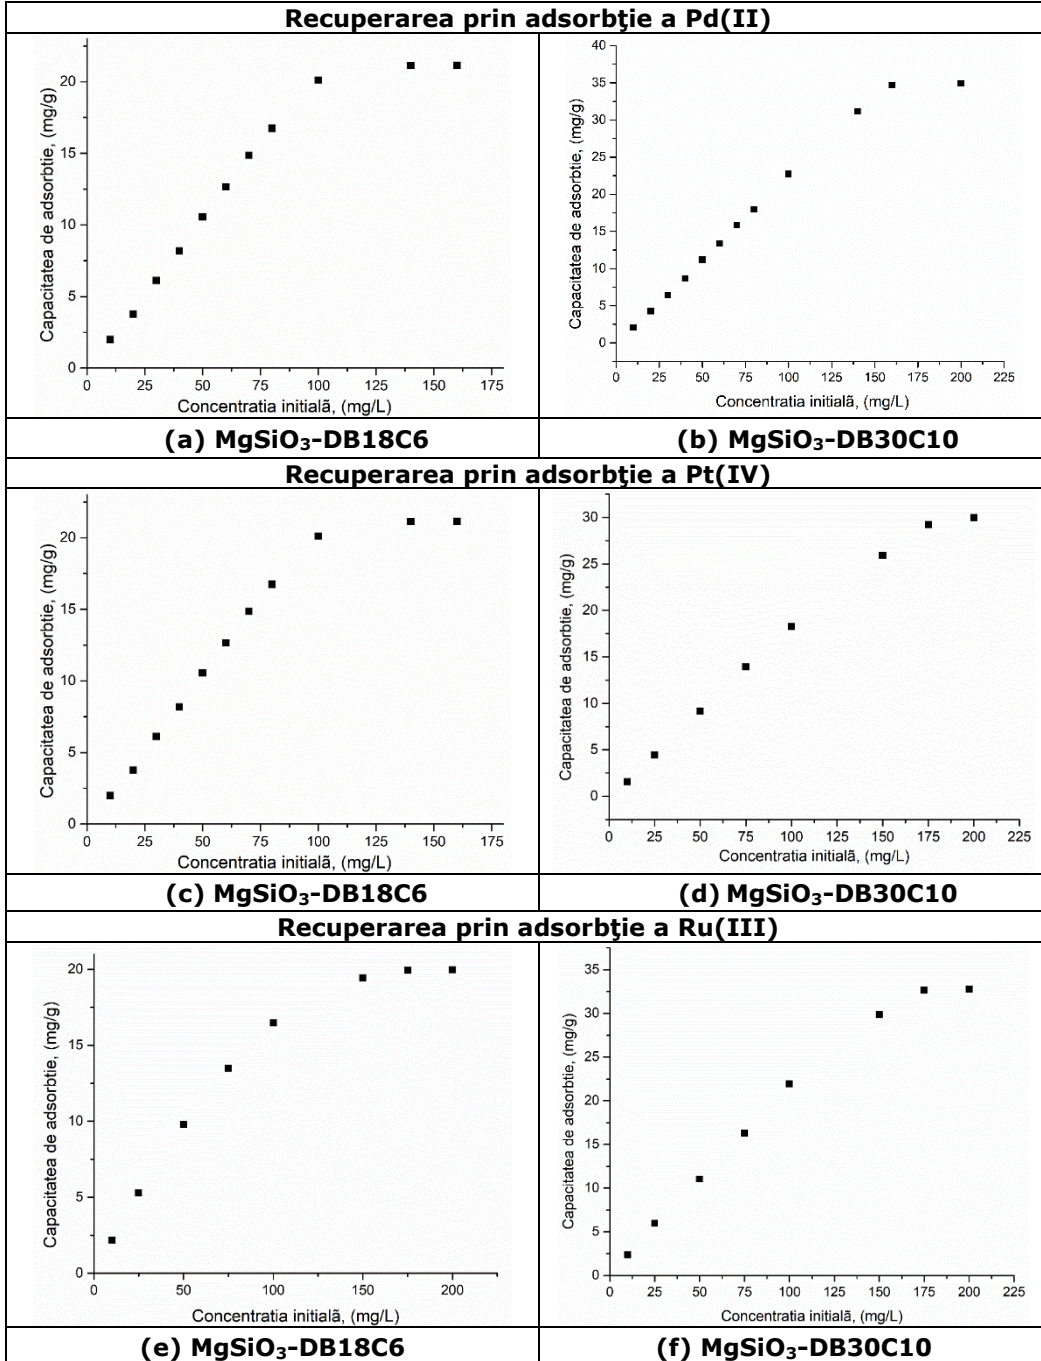 Recuperarea prin adsorbţie a Pd(II)
Capacitatea de adsorbtie, (mg/g)
20
15
10
5
0
0 25 50 75 100 125 150 175
Concentratia initialã, (mg/L)
Capacitatea de adsorbtie, (mg/g)
40
35
30
25
20
15
10
5
0
0 25 50 75 100 125 150 175 200 225
Concentratia initialã, (mg/L)
(a) MgSiO₃-DB18C6
(b) MgSiO₃-DB30C10
Recuperarea prin adsorbţie a Pt(IV)
Capacitatea de adsorbtie, (mg/g)
20
15
10
5
0
0 25 50 75 100 125 150 175
Concentratia initialã, (mg/L)
Capacitatea de adsorbtie, (mg/g)
30
25
20
15
10
5
0
0 25 50 75 100 125 150 175 200 225
Concentratia initialã, (mg/L)
(c) MgSiO₃-DB18C6
(d) MgSiO₃-DB30C10
Recuperarea prin adsorbţie a Ru(III)
Capacitatea de adsorbtie, (mg/g)
20
15
10
5
0
0 50 100 150 200
Concentratia initialã, (mg/L)
Capacitatea de adsorbtie, (mg/g)
35
30
25
20
15
10
5
0
0 25 50 75 100 125 150 175 200 225
Concentratia initialã, (mg/L)
(e) MgSiO₃-DB18C6
(f) MgSiO₃-DB30C10